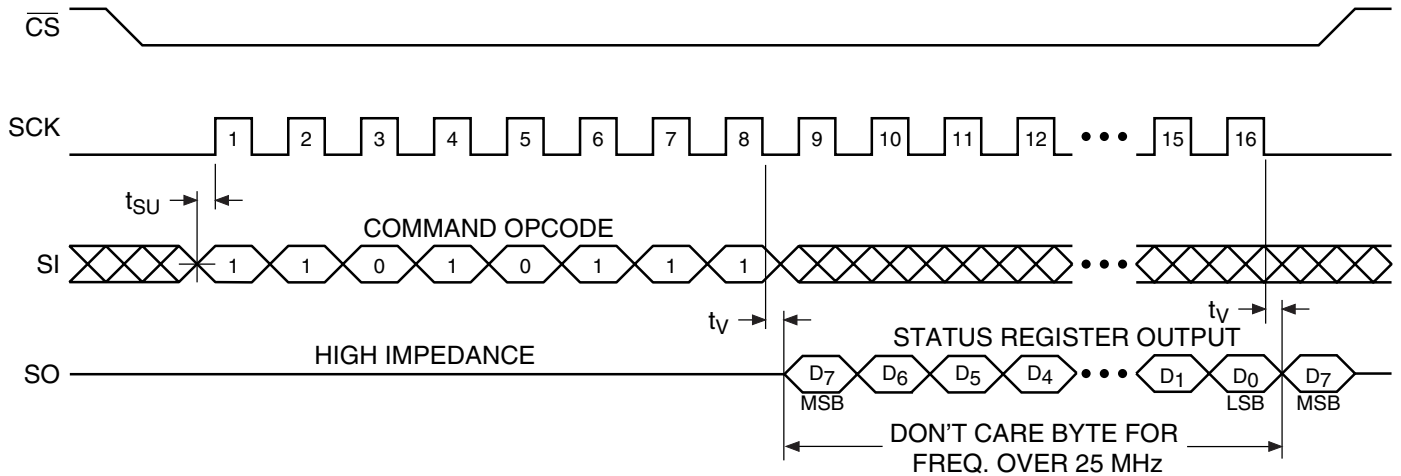 CS
SCK
1 2 3 4 5 6 7 8 9 10 11 12 ••• 15 16
tSU
COMMAND OPCODE
SI
1 1 0 1 0 1 1 1 •••
tV
tV
STATUS REGISTER OUTPUT
HIGH IMPEDANCE
SO
D7 D6 D5 D4 ••• D1 D0 D7
MSB LSB MSB
DON'T CARE BYTE FOR
FREQ. OVER 25 MHz